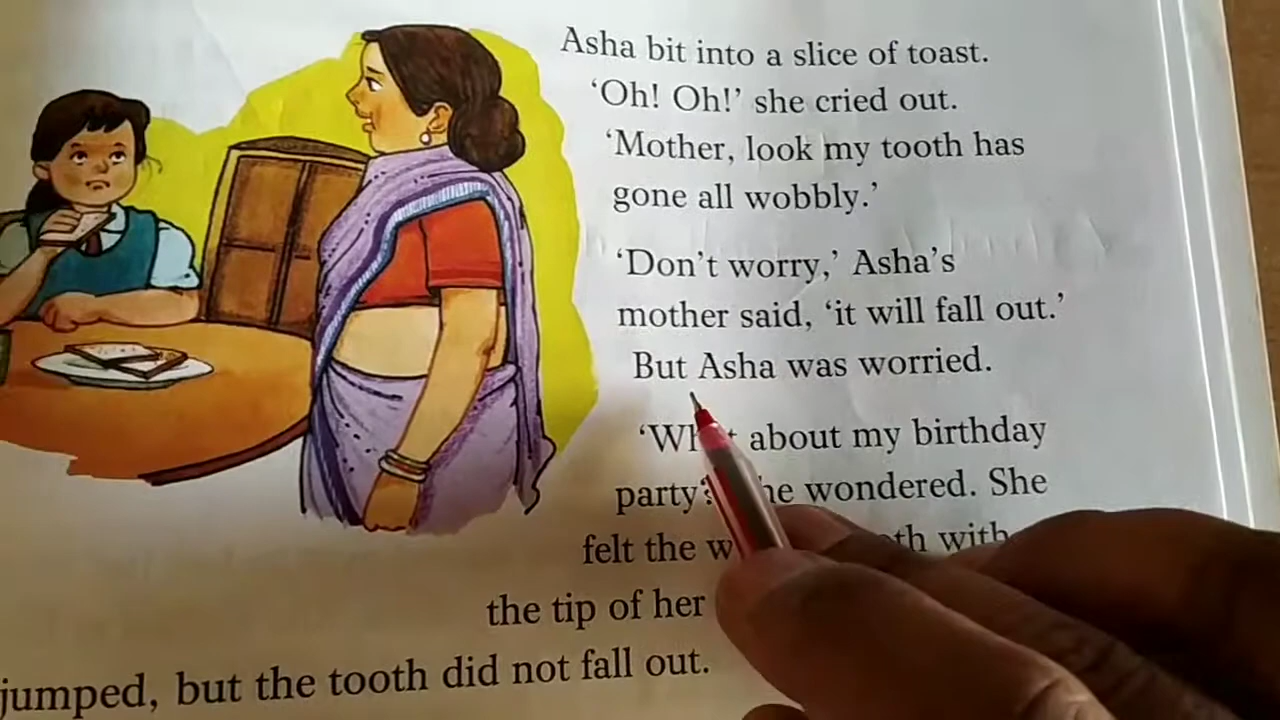 Asha bit into a slice of toast.
‘Oh! Oh!’ she cried out.
‘Mother, look my tooth has
gone all wobbly.’
‘Don’t worry,’ Asha’s
mother said, ‘it will fall out.’
But Asha was worried.
about my birthday
party wondered. She
felt the with
the tip of her
jumped, but the tooth did not fall out.